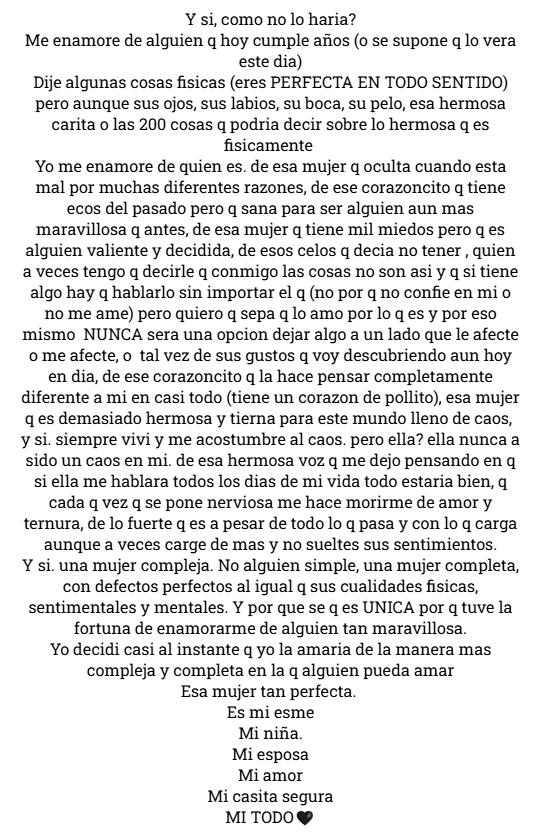 Y si, como no lo haria?
Me enamore de alguien q hoy cumple años (o se supone q lo vera
este dia)
Dije algunas cosas fisicas (eres PERFECTA EN TODO SENTIDO)
pero aunque sus ojos, sus labios, su boca, su pelo, esa hermosa
carita o las 200 cosas q podria decir sobre lo hermosa q es
fisicamente
Yo me enamore de quien es. de esa mujer q oculta cuando esta
mal por muchas diferentes razones, de ese corazoncito q tiene
ecos del pasado pero q sana para ser alguien aun mas
maravillosa q antes, de esa mujer q tiene mil miedos pero q es
alguien valiente y decidida, de esos celos q decia no tener , quien
a veces tengo q decirle q conmigo las cosas no son asi y q si tiene
algo hay q hablarlo sin importar el q (no por q no confie en mi o
no me ame) pero quiero q sepa q lo amo por lo q es y por eso
mismo  NUNCA sera una opcion dejar algo a un lado que le afecte
o me afecte, o  tal vez de sus gustos q voy descubriendo aun hoy
en dia, de ese corazoncito q la hace pensar completamente
diferente a mi en casi todo (tiene un corazon de pollito), esa mujer
q es demasiado hermosa y tierna para este mundo lleno de caos,
y si. siempre vivi y me acostumbre al caos. pero ella? ella nunca a
sido un caos en mi. de esa hermosa voz q me dejo pensando en q
si ella me hablara todos los dias de mi vida todo estaria bien, q
cada q vez q se pone nerviosa me hace morirme de amor y
ternura, de lo fuerte q es a pesar de todo lo q pasa y con lo q carga
aunque a veces carge de mas y no sueltes sus sentimientos.
Y si. una mujer compleja. No alguien simple, una mujer completa,
con defectos perfectos al igual q sus cualidades fisicas,
sentimentales y mentales. Y por que se q es UNICA por q tuve la
fortuna de enamorarme de alguien tan maravillosa.
Yo decidi casi al instante q yo la amaria de la manera mas
compleja y completa en la q alguien pueda amar
Esa mujer tan perfecta.
Es mi esme
Mi niña.
Mi esposa
Mi amor
Mi casita segura
MI TODO🖤